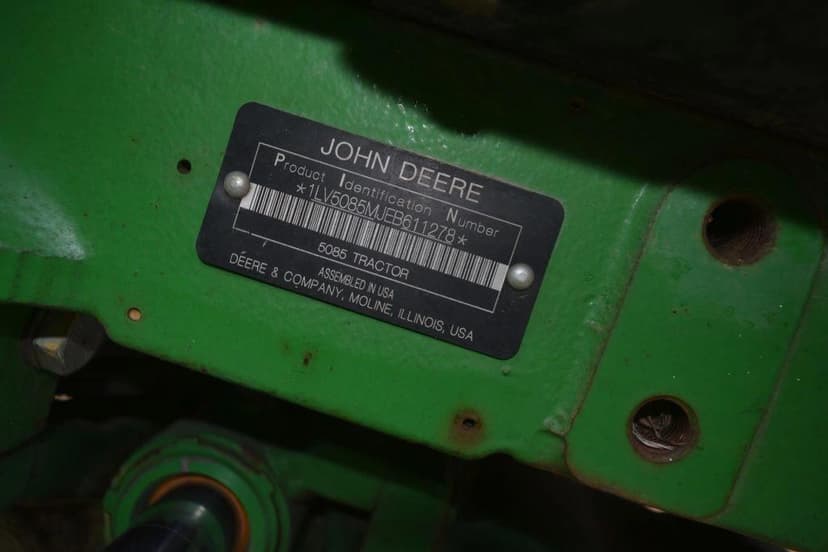 JOHN DEERE
Product Identification Number
*1LV5085MJEB611278*
5085 TRACTOR
ASSEMBLED IN USA
DEERE & COMPANY, MOLINE, ILLINOIS, USA